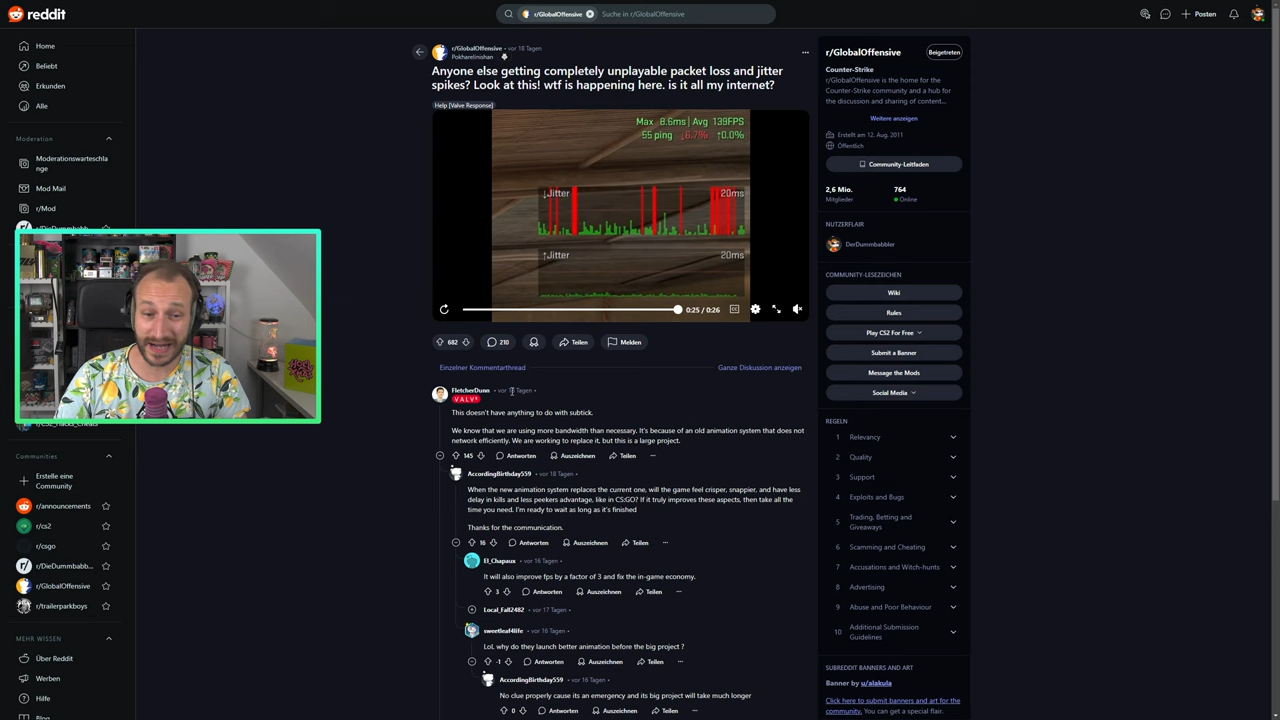 reddit
r/GlobalOffensive
Suche in r/GlobalOffensive
Posten
Home
Beliebt
Erkunden
Alle
Moderation
Moderationswarteschla
nge
Mod Mail
r/Mod
r/DieDummbabb...
r/CS2_Hacks_Cheats
Communities
Erstelle eine
Community
r/announcements
r/cs2
r/csgo
r/DieDummbabb...
r/GlobalOffensive
r/trailerparkboys
MEHR WISSEN
Über Reddit
Werben
Hilfe
Blog
r/GlobalOffensive • vor 18 Tagen
Pokharelinishan
Anyone else getting completely unplayable packet loss and jitter
spikes? Look at this! wtf is happening here. is it all my internet?
Help [Valve Response]
Max 8.6ms | Avg 139FPS
55 ping ↓6.7% ↑0.0%
↓Jitter 20ms
↑Jitter 20ms
0:25 / 0:26
682
210
Teilen
Melden
Einzelner Kommentarthread
Ganze Diskussion anzeigen
FletcherDunn • vor Tagen •
VALVE
This doesn't have anything to do with subtick.
We know that we are using more bandwidth than necessary. It's because of an old animation system that does not
network efficiently. We are working to replace it, but this is a large project.
145 Antworten Auszeichnen Teilen ...
AccordingBirthday559 • vor 18 Tagen •
When the new animation system replaces the current one, will the game feel crisper, snappier, and have less
delay in kills and less peekers advantage, like in CS:GO? If it truly improves these aspects, then take all the
time you need. I'm ready to wait as long as it's finished
Thanks for the communication.
16 Antworten Auszeichnen Teilen ...
El_Chapaux • vor 16 Tagen •
It will also improve fps by a factor of 3 and fix the in-game economy.
3 Antworten Auszeichnen Teilen ...
Local_Fall2482 • vor 17 Tagen •
sweetleaf4life • vor 16 Tagen •
Lol, why do they launch better animation before the big project ?
-1 Antworten Auszeichnen Teilen ...
AccordingBirthday559 • vor 16 Tagen •
No clue properly cause its an emergency and its big project will take much longer
0 Antworten Auszeichnen Teilen ...
r/GlobalOffensive
Beigetreten
Counter-Strike
r/GlobalOffensive is the home for the
Counter-Strike community and a hub for
the discussion and sharing of content...
Weitere anzeigen
Erstellt am 12. Aug. 2011
Öffentlich
Community-Leitfaden
2,6 Mio. 764
Mitglieder Online
NUTZERFLAIR
DerDummbabbler
COMMUNITY-LESEZEICHEN
Wiki
Rules
Play CS2 For Free
Submit a Banner
Message the Mods
Social Media
REGELN
1 Relevancy
2 Quality
3 Support
4 Exploits and Bugs
5 Trading, Betting and
Giveaways
6 Scamming and Cheating
7 Accusations and Witch-hunts
8 Advertising
9 Abuse and Poor Behaviour
10 Additional Submission
Guidelines
SUBREDDIT BANNERS AND ART
Banner by u/alakula
Click here to submit banners and art for the
community. You can get a special flair.